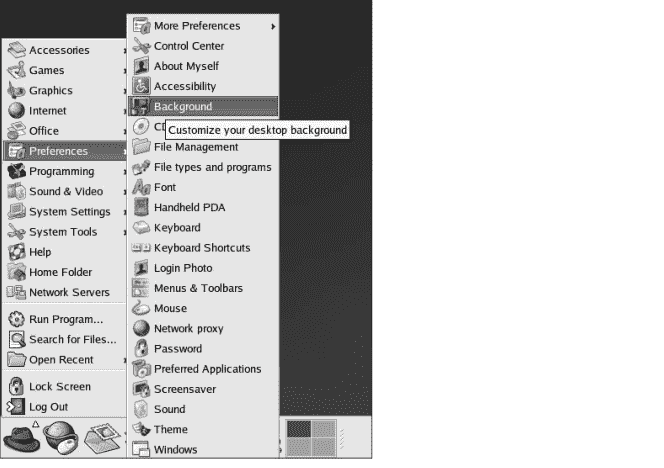 Accessories
Games
Graphics
Internet
Office
Preferences
Programming
Sound & Video
System Settings
System Tools
Help
Home Folder
Network Servers
Run Program...
Search for Files...
Open Recent
Lock Screen
Log Out
More Preferences
Control Center
About Myself
Accessibility
Background
Customize your desktop background
File Management
File types and programs
Font
Handheld PDA
Keyboard
Keyboard Shortcuts
Login Photo
Menus & Toolbars
Mouse
Network proxy
Password
Preferred Applications
Screensaver
Sound
Theme
Windows